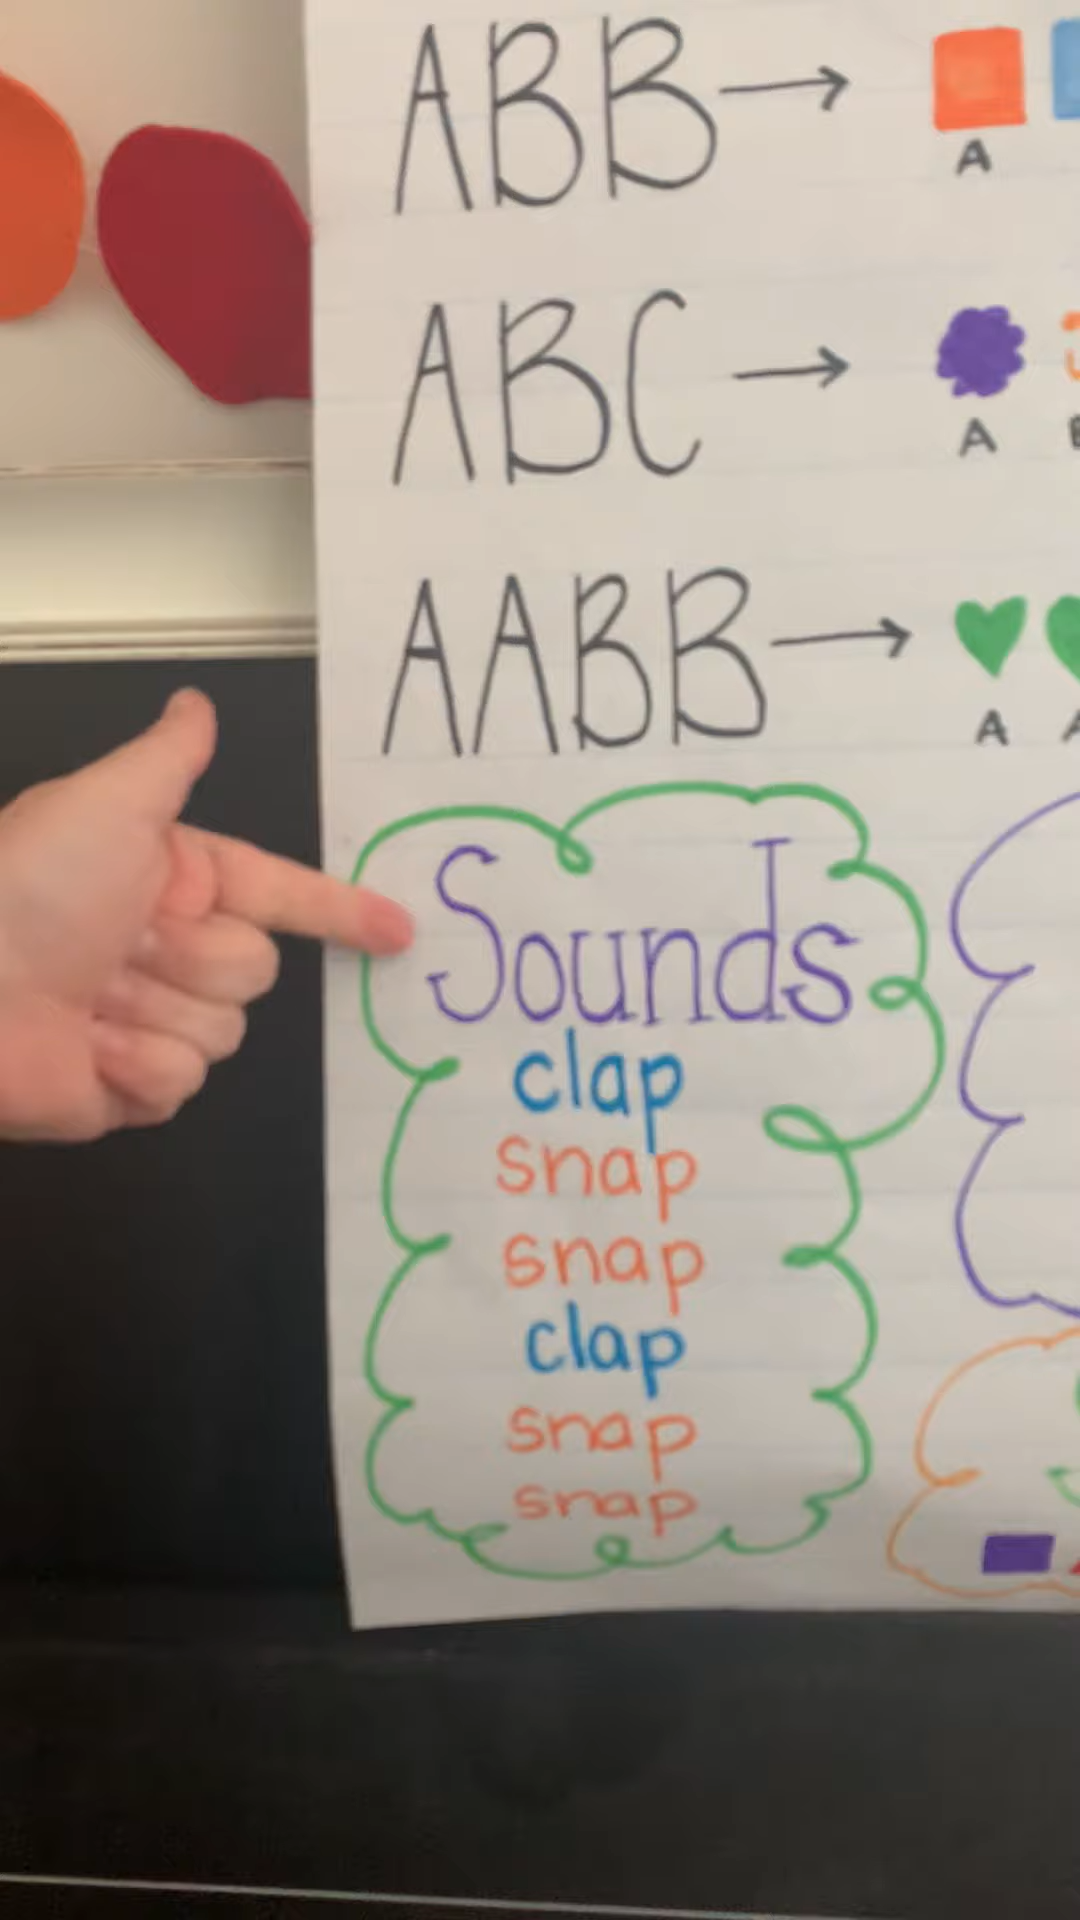 ABB → A
ABC → A
AABB → A
Sounds
clap
snap
snap
clap
snap
snap